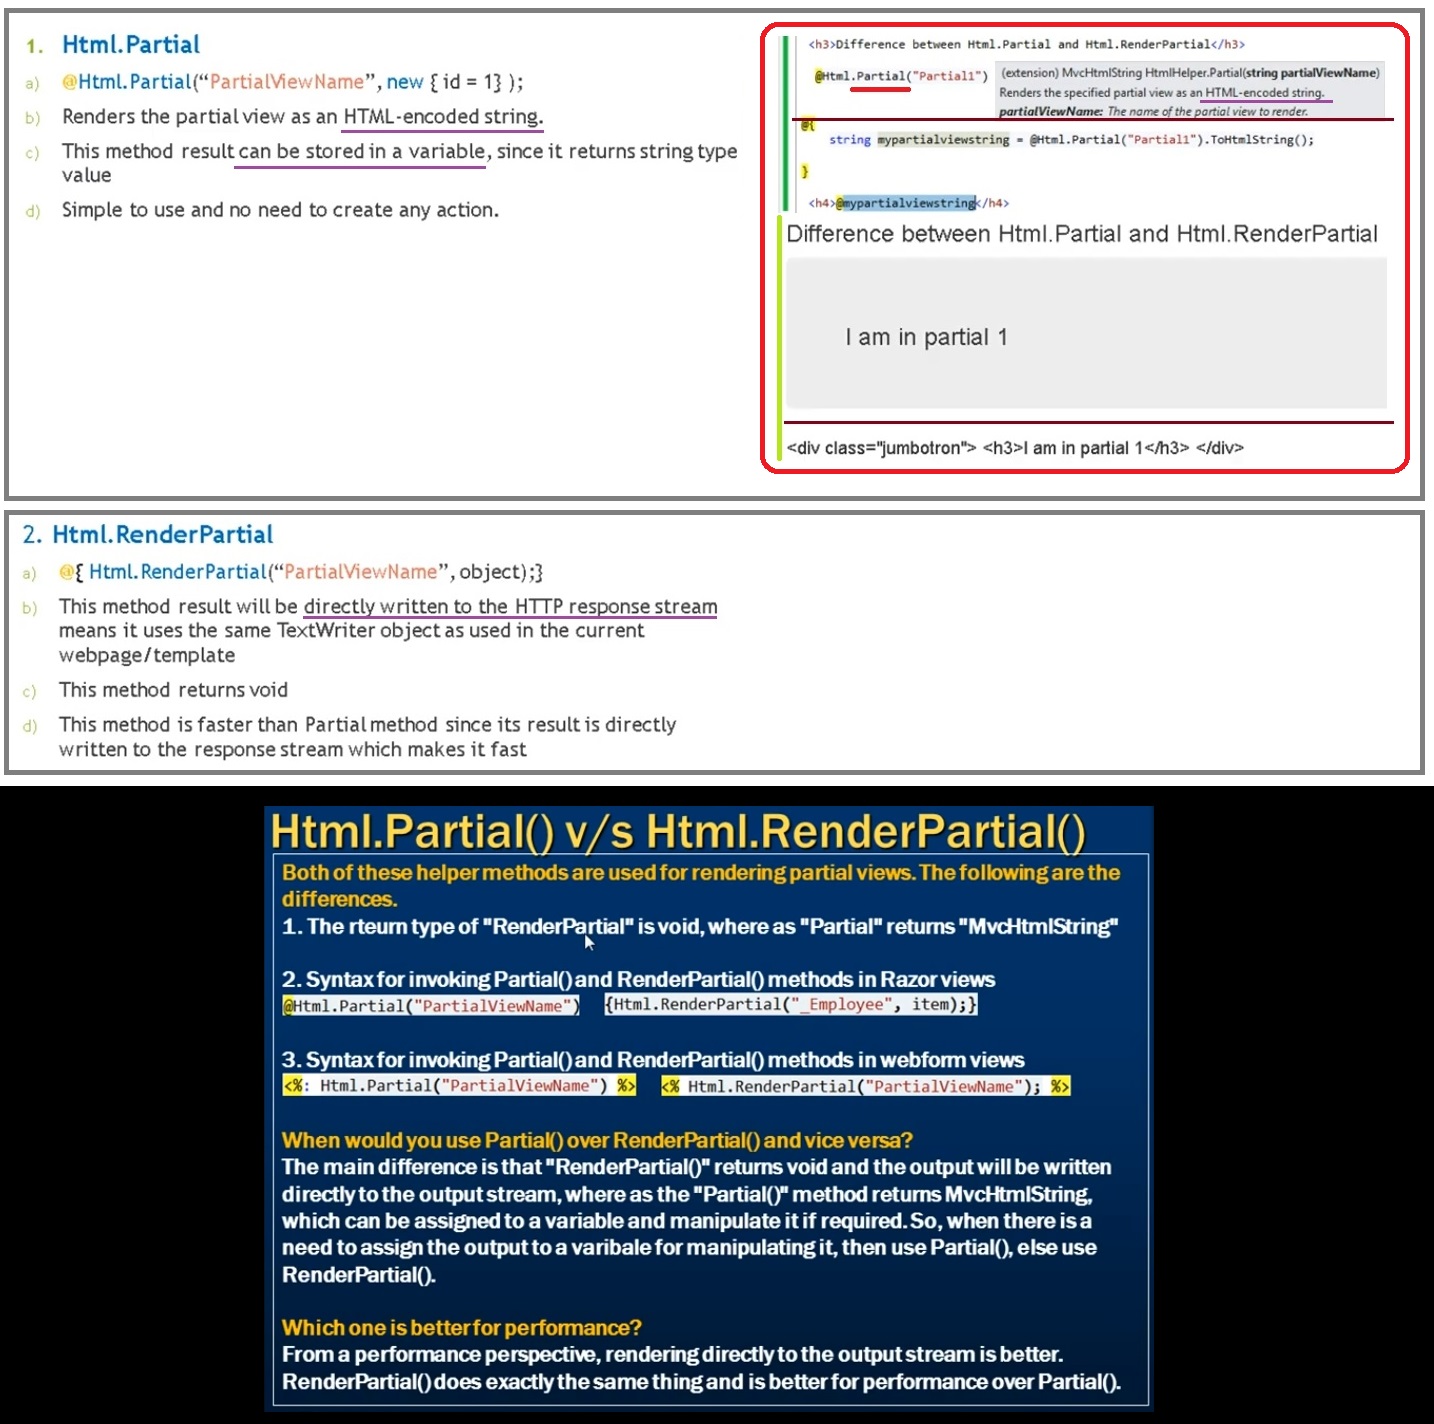 1. Html.Partial
a) @Html.Partial(“PartialViewName”, new { id = 1} );
b) Renders the partial view as an HTML-encoded string.
c) This method result can be stored in a variable, since it returns string type
value
d) Simple to use and no need to create any action.
<h3>Difference between Html.Partial and Html.RenderPartial</h3>
@Html.Partial("Partial1")
(extension) MvcHtmlString HtmlHelper.Partial(string partialViewName)
Renders the specified partial view as an HTML-encoded string.
partialViewName: The name of the partial view to render.
@{
string mypartialviewstring = @Html.Partial("Partial1").ToHtmlString();
}
<h4>@mypartialviewstring</h4>
Difference between Html.Partial and Html.RenderPartial
I am in partial 1
<div class="jumbotron"> <h3>I am in partial 1</h3> </div>
2. Html.RenderPartial
a) @{ Html.RenderPartial(“PartialViewName”, object);}
b) This method result will be directly written to the HTTP response stream
means it uses the same TextWriter object as used in the current
webpage/template
c) This method returns void
d) This method is faster than Partial method since its result is directly
written to the response stream which makes it fast
Html.Partial() v/s Html.RenderPartial()
Both of these helper methods are used for rendering partial views. The following are the
differences.
1. The rteurn type of "RenderPartial" is void, where as "Partial" returns "MvcHtmlString"
2. Syntax for invoking Partial() and RenderPartial() methods in Razor views
@Html.Partial("PartialViewName") {Html.RenderPartial("_Employee", item);}
3. Syntax for invoking Partial() and RenderPartial() methods in webform views
<%: Html.Partial("PartialViewName") %> <% Html.RenderPartial("PartialViewName"); %>
When would you use Partial() over RenderPartial() and vice versa?
The main difference is that "RenderPartial()" returns void and the output will be written
directly to the output stream, where as the "Partial()" method returns MvcHtmlString,
which can be assigned to a variable and manipulate it if required. So, when there is a
need to assign the output to a varibale for manipulating it, then use Partial(), else use
RenderPartial().
Which one is better for performance?
From a performance perspective, rendering directly to the output stream is better.
RenderPartial() does exactly the same thing and is better for performance over Partial().